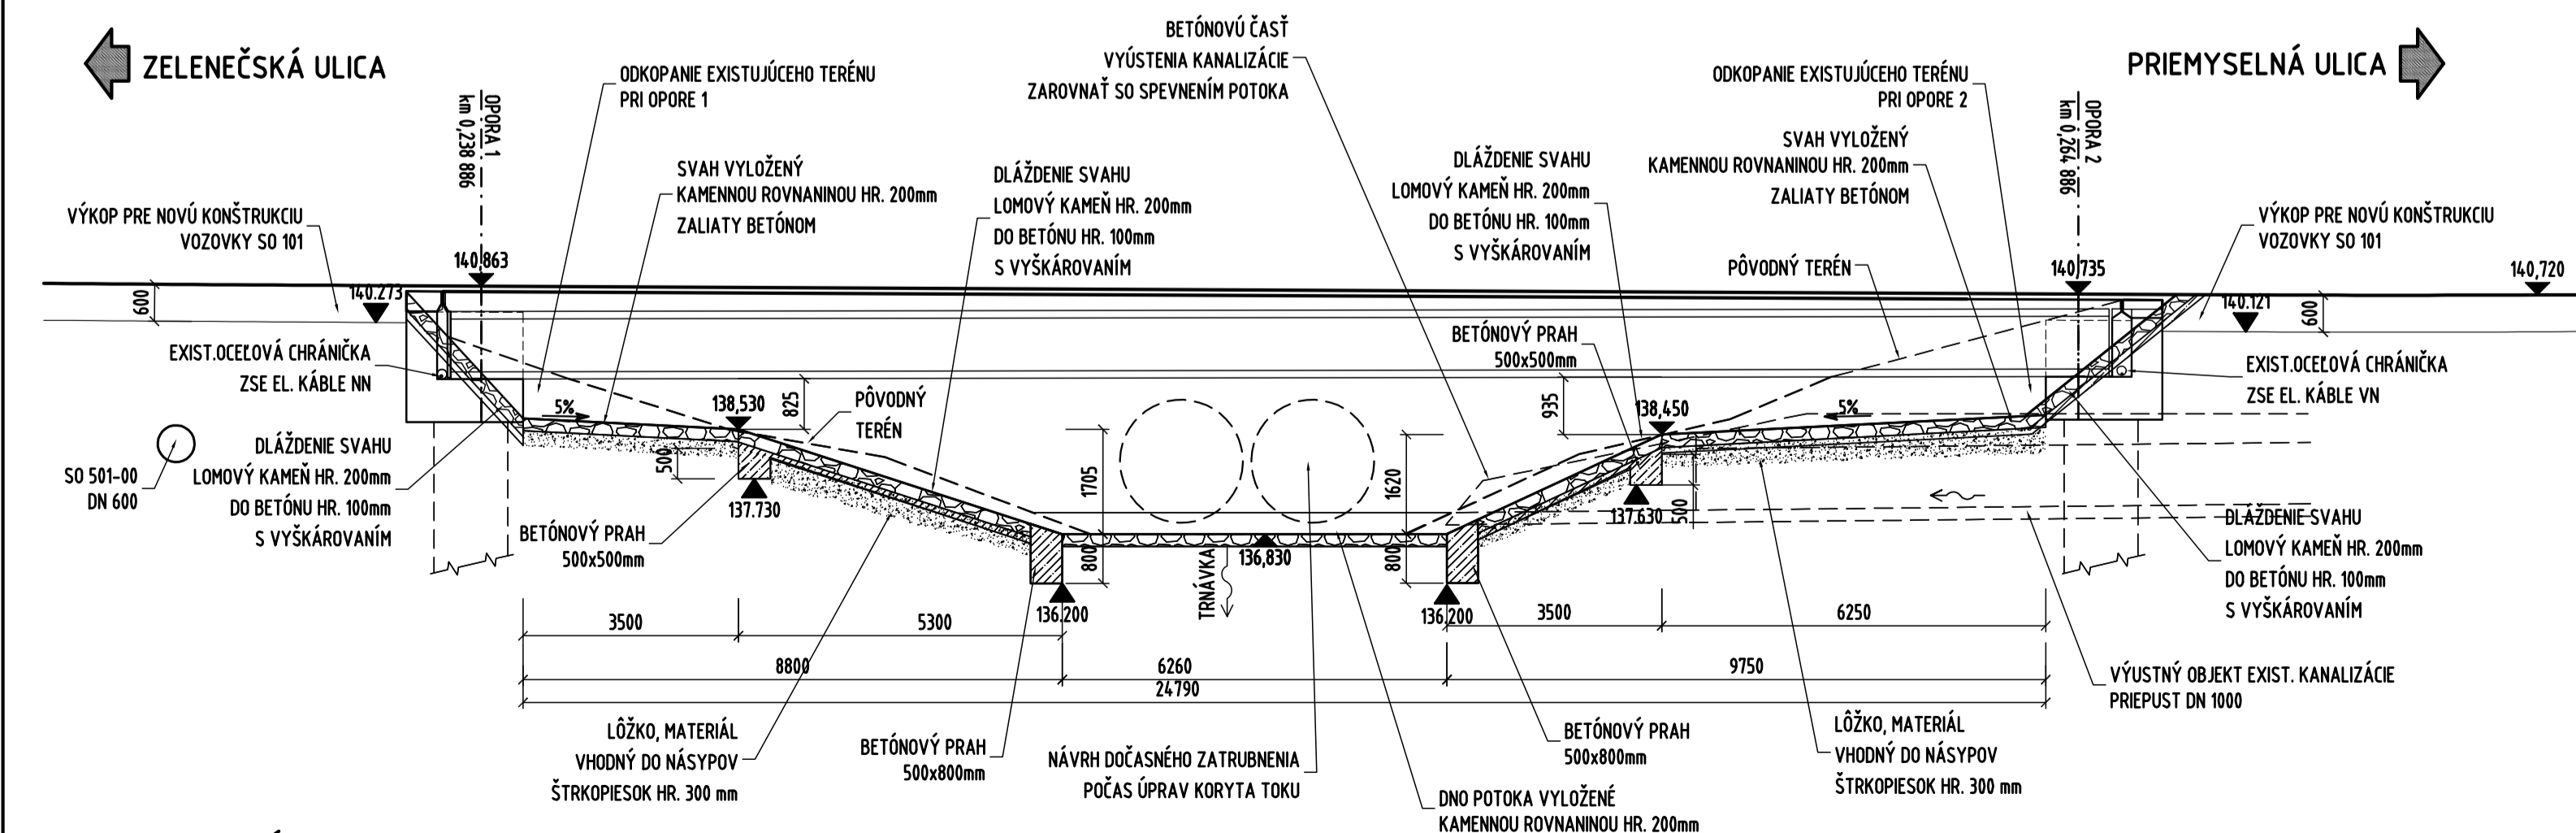 ZELENEČSKÁ ULICA
PRIEMYSELNÁ ULICA
BETÓNOVÚ ČASŤ
VYÚSTENIA KANALIZÁCIE
ZAROVNAŤ SO SPEVNENÍM POTOKA
ODKOPANIE EXISTUJÚCEHO TERÉNU
PRI OPORE 1
ODKOPANIE EXISTUJÚCEHO TERÉNU
PRI OPORE 2
OPORA 1
km 0,238 886
OPORA 2
km 0,264 886
SVAH VYLOŽENÝ
KAMENNOU ROVNANINOU HR. 200mm
ZALIATY BETÓNOM
DLÁŽDENIE SVAHU
LOMOVÝ KAMEŇ HR. 200mm
DO BETÓNU HR. 100mm
S VYŠKÁROVANÍM
DLÁŽDENIE SVAHU
LOMOVÝ KAMEŇ HR. 200mm
DO BETÓNU HR. 100mm
S VYŠKÁROVANÍM
SVAH VYLOŽENÝ
KAMENNOU ROVNANINOU HR. 200mm
ZALIATY BETÓNOM
VÝKOP PRE NOVÚ KONŠTRUKCIU
VOZOVKY SO 101
VÝKOP PRE NOVÚ KONŠTRUKCIU
VOZOVKY SO 101
PÔVODNÝ TERÉN
140,863
140,735
140,720
600
140.273
140.121
600
BETÓNOVÝ PRAH
500x500mm
EXIST.OCEĽOVÁ CHRÁNIČKA
ZSE EL. KÁBLE NN
EXIST.OCEĽOVÁ CHRÁNIČKA
ZSE EL. KÁBLE VN
5%
138,530
825
PÔVODNÝ
TERÉN
935
138,450
5%
SO 501-00
DN 600
DLÁŽDENIE SVAHU
LOMOVÝ KAMEŇ HR. 200mm
DO BETÓNU HR. 100mm
S VYŠKÁROVANÍM
500
137.730
1705
1620
137.630
500
BETÓNOVÝ PRAH
500x500mm
800
TRNÁVKA
136,830
800
DLÁŽDENIE SVAHU
LOMOVÝ KAMEŇ HR. 200mm
DO BETÓNU HR. 100mm
S VYŠKÁROVANÍM
136.200
136.200
3500
5300
3500
6250
8800
6260
9750
24790
VÝUSTNÝ OBJEKT EXIST. KANALIZÁCIE
PRIEPUST DN 1000
LÔŽKO, MATERIÁL
VHODNÝ DO NÁSYPOV
ŠTRKOPIESOK HR. 300 mm
BETÓNOVÝ PRAH
500x800mm
NÁVRH DOČASNÉHO ZATRUBNENIA
POČAS ÚPRAV KORYTA TOKU
BETÓNOVÝ PRAH
500x800mm
LÔŽKO, MATERIÁL
VHODNÝ DO NÁSYPOV
ŠTRKOPIESOK HR. 300 mm
DNO POTOKA VYLOŽENÉ
KAMENNOU ROVNANINOU HR. 200mm